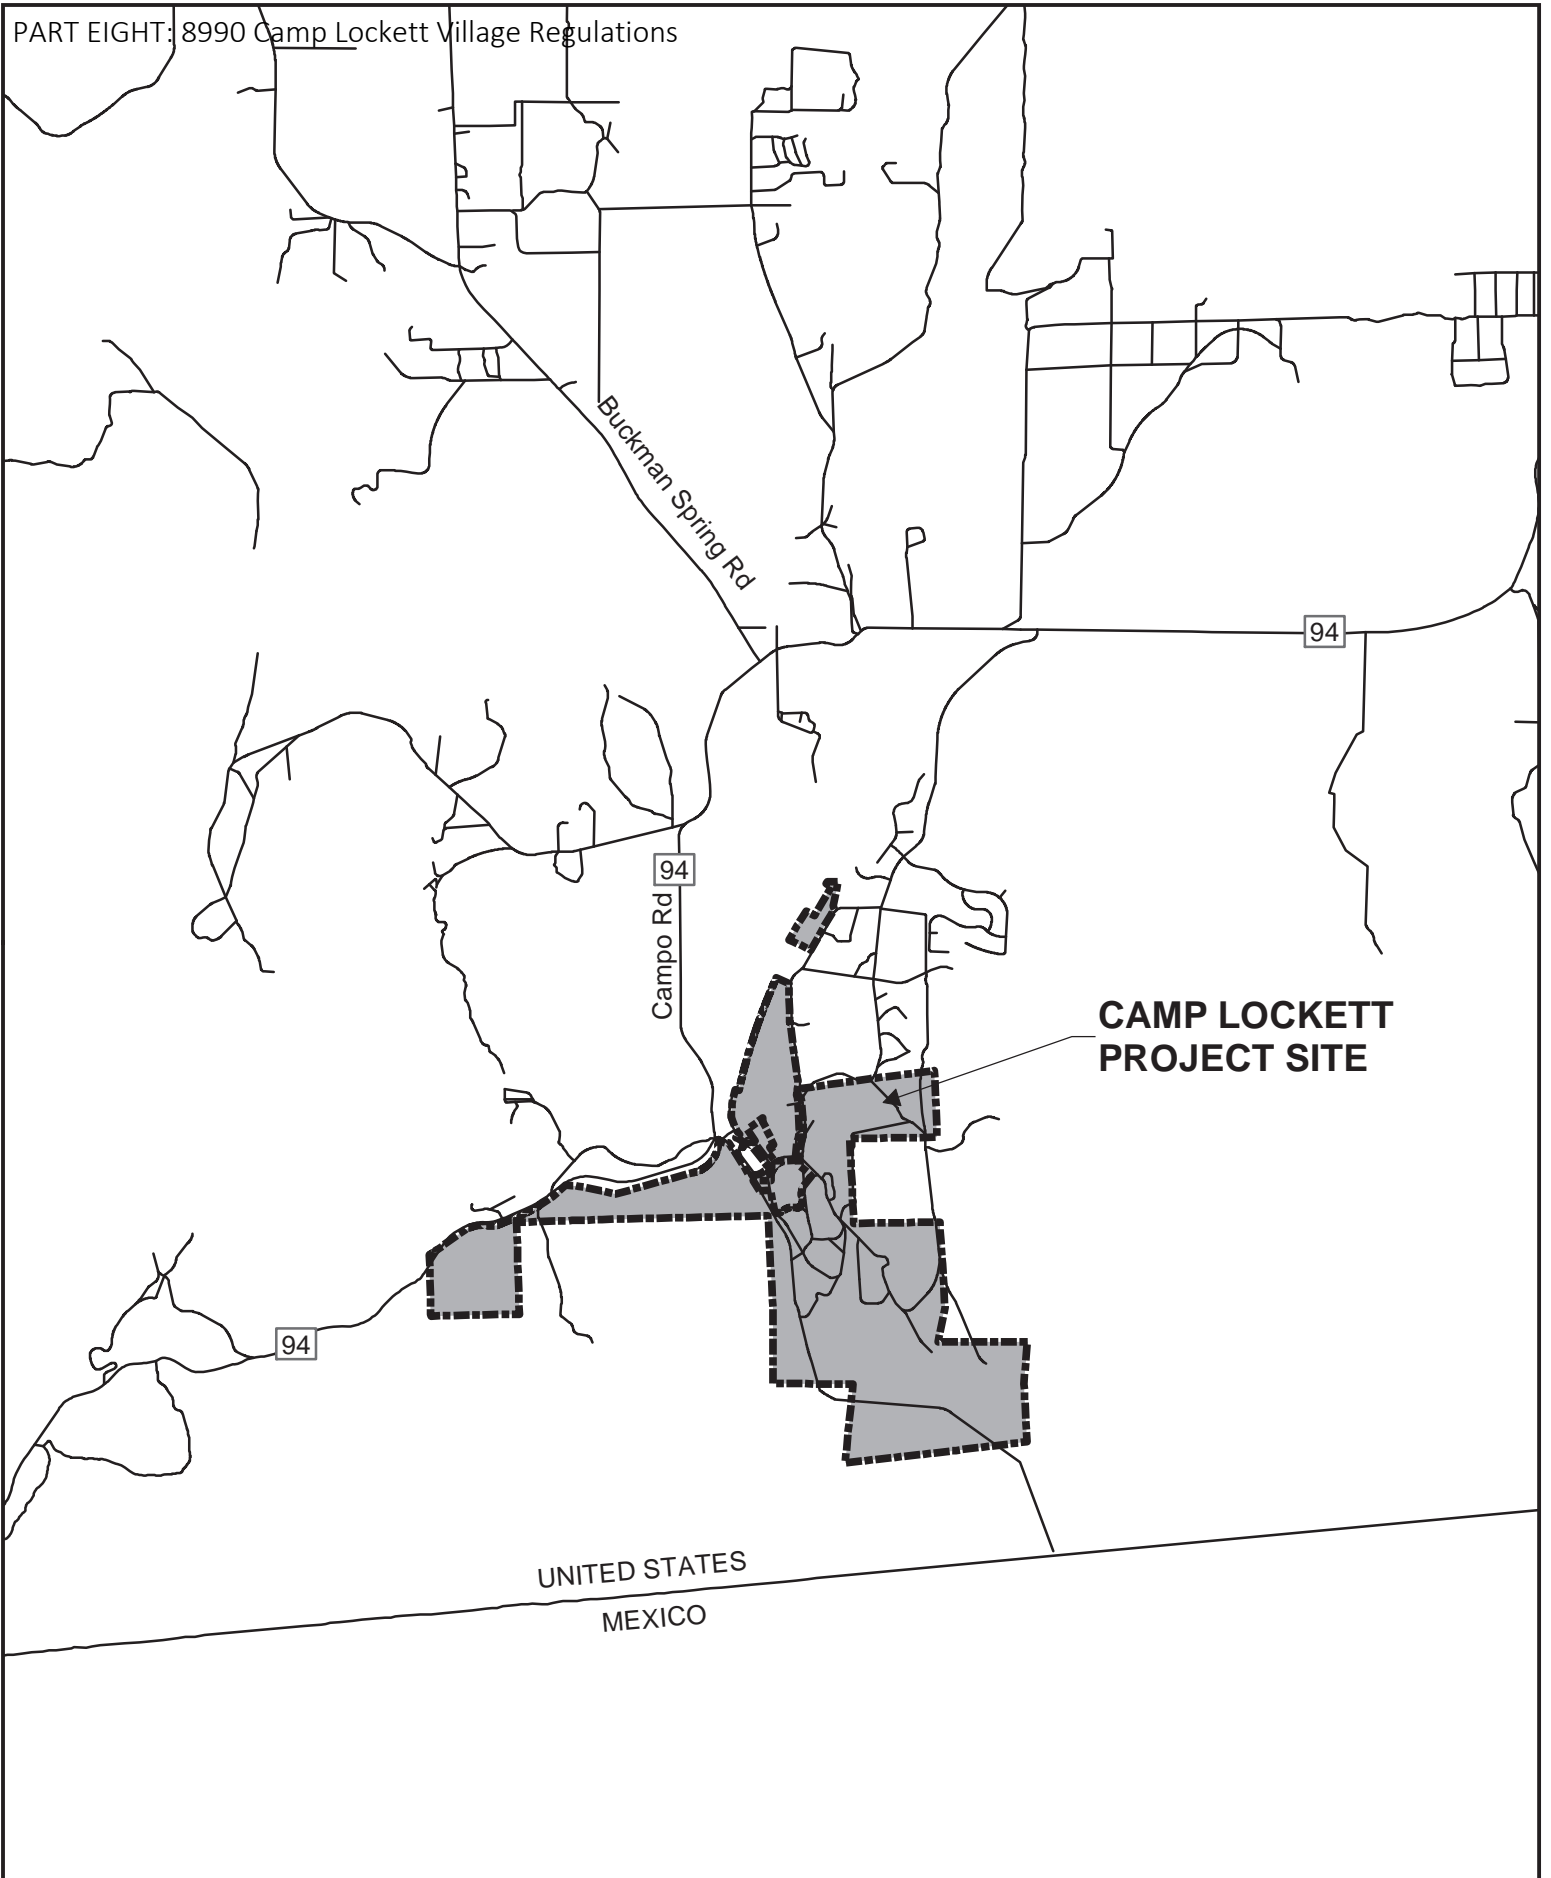 PART EIGHT: 8990 Camp Lockett Village Regulations
Buckman Spring Rd
94
94
Campo Rd
CAMP LOCKETT
PROJECT SITE
94
UNITED STATES
MEXICO